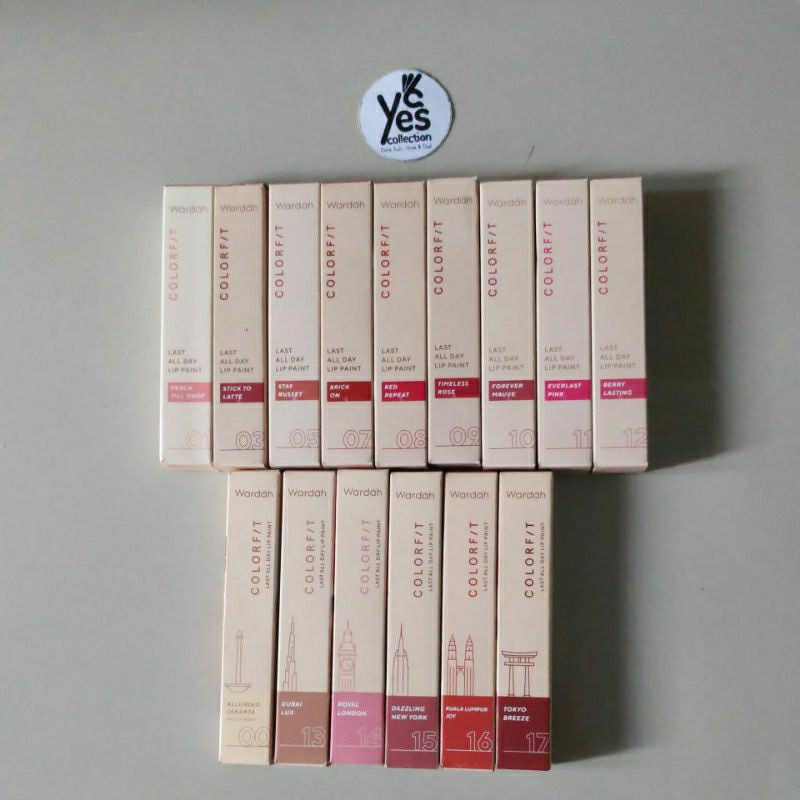 Yes
collection
Wardah
COLORFIT
LAST
ALL DAY
LIP PAINT
PEACH
TILL DROP
01
Wardah
COLORFIT
LAST
ALL DAY
LIP PAINT
STICK TO
LATTE
03
Wardah
COLORFIT
LAST
ALL DAY
LIP PAINT
STAY
RUSSET
05
Wardah
COLORFIT
LAST
ALL DAY
LIP PAINT
BRICK
ON
07
Wardah
COLORFIT
LAST
ALL DAY
LIP PAINT
RED
REPEAT
08
Wardah
COLORFIT
LAST
ALL DAY
LIP PAINT
TIMELESS
ROSE
09
Wardah
COLORFIT
LAST
ALL DAY
LIP PAINT
FOREVER
MAUVE
10
Wardah
COLORFIT
LAST
ALL DAY
LIP PAINT
EVERLAST
PINK
11
Wardah
COLORFIT
LAST
ALL DAY
LIP PAINT
BERRY
LASTING
12
Wardah
COLORFIT
LAST ALL DAY LIP PAINT
ALLURING
JAKARTA
00
Wardah
COLORFIT
LAST ALL DAY LIP PAINT
DUBAI
LUX
13
Wardah
COLORFIT
LAST ALL DAY LIP PAINT
ROYAL
LONDON
14
Wardah
COLORFIT
LAST ALL DAY LIP PAINT
DAZZLING
NEW YORK
15
Wardah
COLORFIT
LAST ALL DAY LIP PAINT
KUALA LUMPUR
JOY
16
Wardah
COLORFIT
LAST ALL DAY LIP PAINT
TOKYO
BREEZE
17